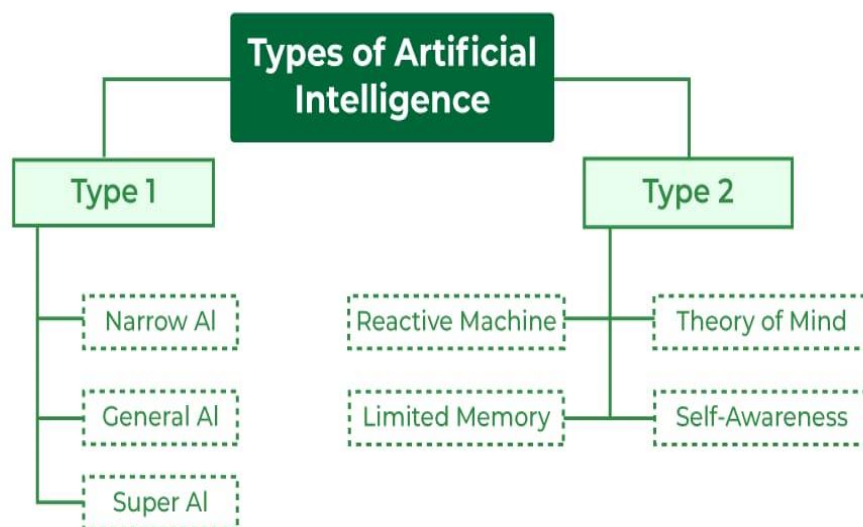 Types of Artificial
Intelligence
Type 1
Type 2
Narrow AI
General AI
Super AI
Reactive Machine
Theory of Mind
Limited Memory
Self-Awareness